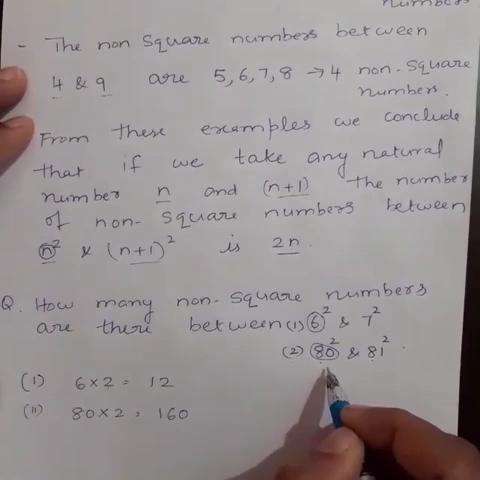 numbers
- The non square numbers between
4 & 9 are 5, 6, 7, 8 → 4 non-square
numbers.
From these examples we conclude
that if we take any natural
number n and (n+1) The number
of non-square numbers between
n² & (n+1)² is 2n.
Q. How many non-square numbers
are there between (1) 6² & 7²
(2) 80² & 81².
(i) 6×2 = 12
(ii) 80×2 = 160